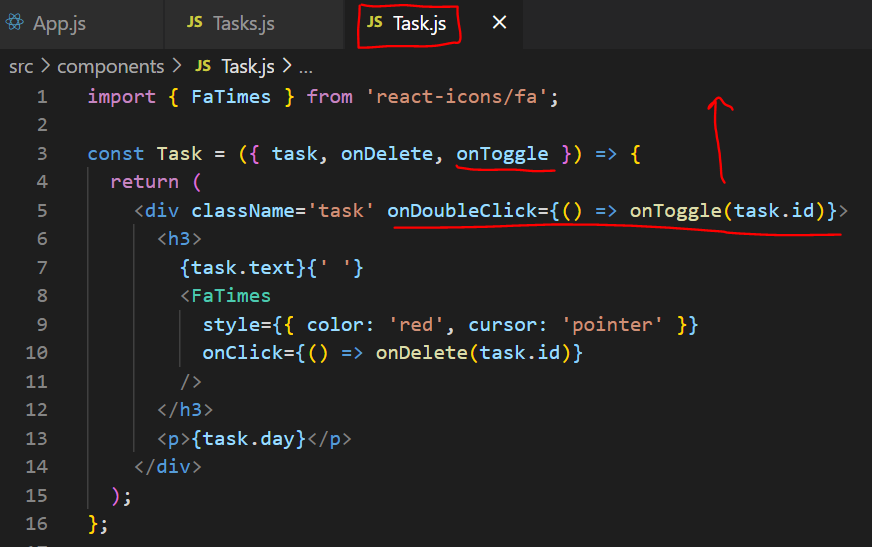 App.js JS Tasks.js JS Task.js ×
src > components > JS Task.js > ...
1 import { FaTimes } from 'react-icons/fa';
2
3 const Task = ({ task, onDelete, onToggle }) => {
4 return (
5 <div className='task' onDoubleClick={() => onToggle(task.id)}>
6 <h3>
7 {task.text}{' '}
8 <FaTimes
9 style={{ color: 'red', cursor: 'pointer' }}
10 onClick={() => onDelete(task.id)}
11 />
12 </h3>
13 <p>{task.day}</p>
14 </div>
15 );
16 };